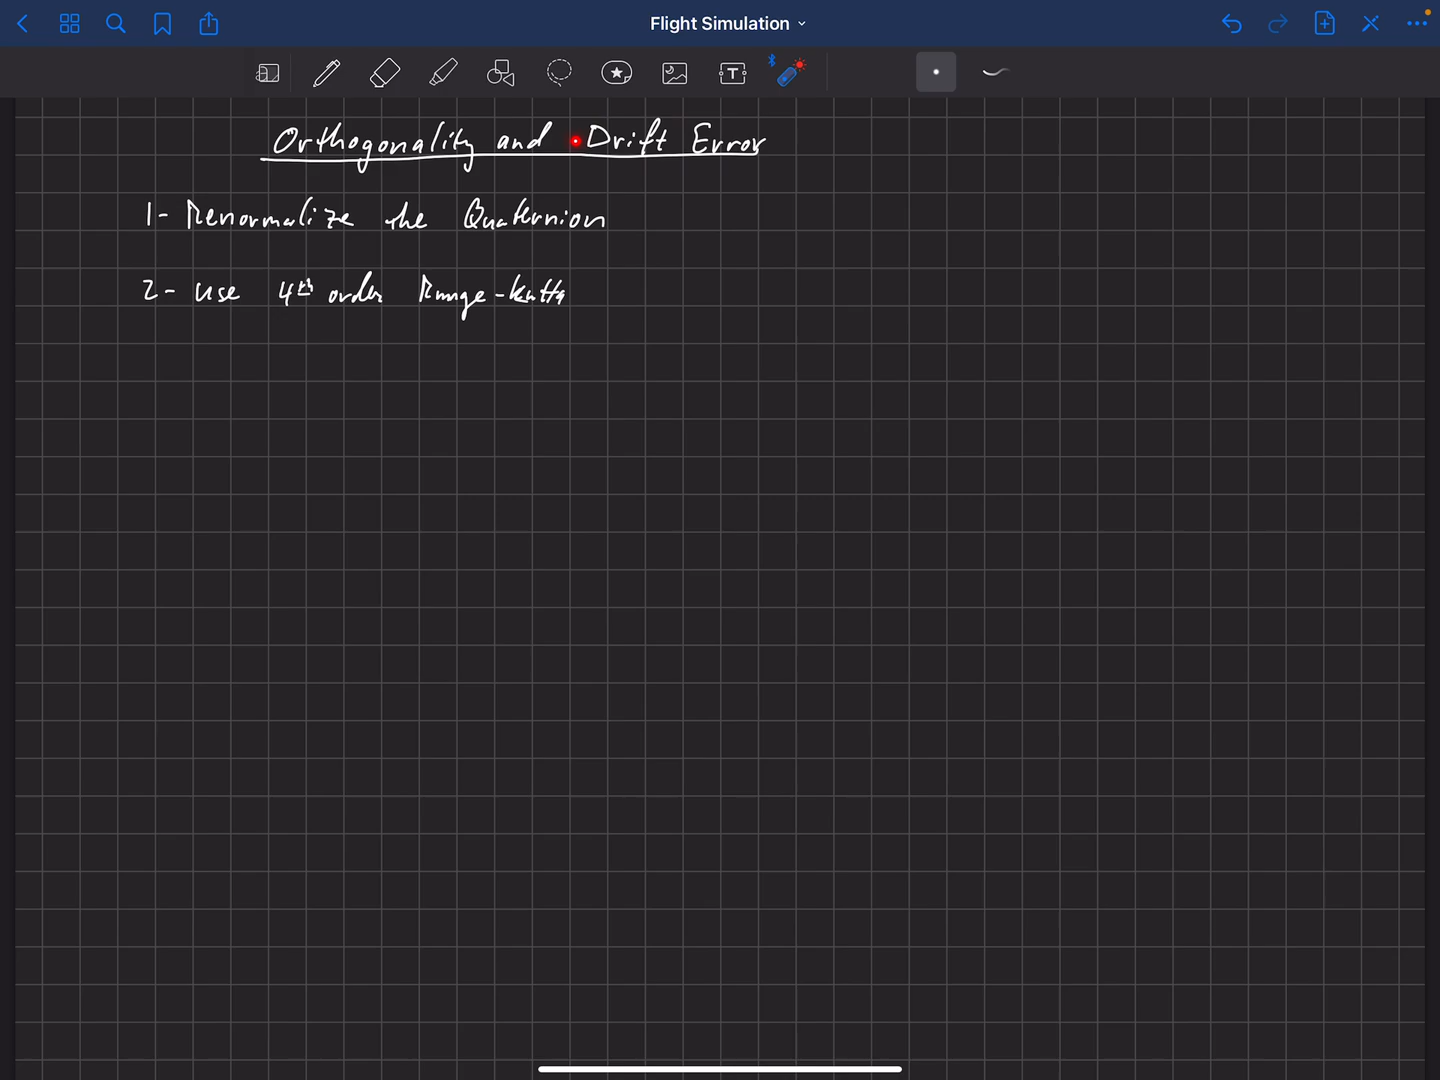 Flight Simulation
T
Orthogonality and Drift Error
1- Renormalize the Quaternion
2- use 4th order Runge-Kutta